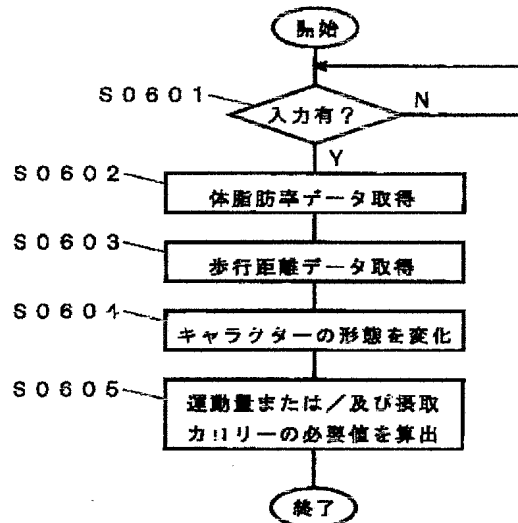 開始
S0601
入力有?
N
Y
S0602
体脂肪率データ取得
S0603
歩行距離データ取得
S0604
キャラクターの形態を変化
S0605
運動量または/及び摂取
カロリーの必要値を算出
終了